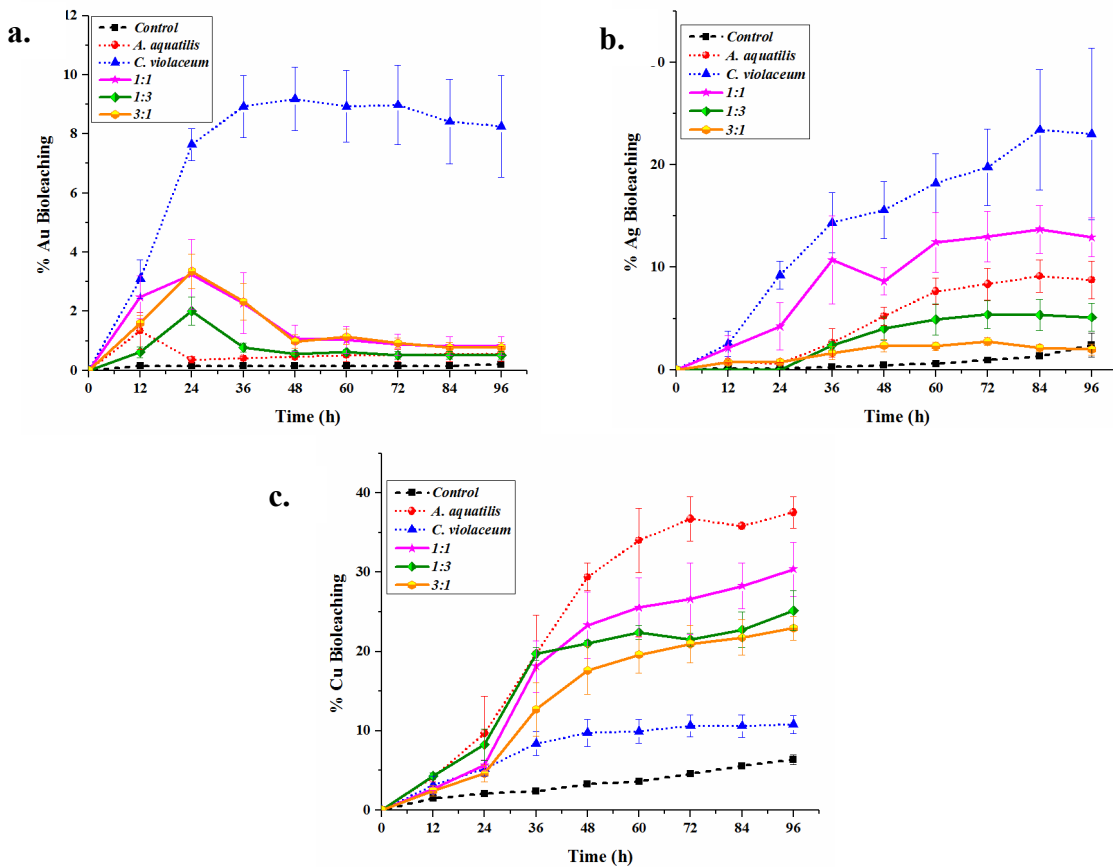 a.
% Au Bioleaching
12
10
8
6
4
2
0
Control
A. aquatilis
C. violaceum
1:1
1:3
3:1
0 12 24 36 48 60 72 84 96
Time (h)
b.
% Ag Bioleaching
-0
20
10
0
Control
A. aquatilis
C. violaceum
1:1
1:3
3:1
0 12 24 36 48 60 72 84 96
Time (h)
c.
% Cu Bioleaching
40
30
20
10
0
Control
A. aquatilis
C. violaceum
1:1
1:3
3:1
0 12 24 36 48 60 72 84 96
Time (h)